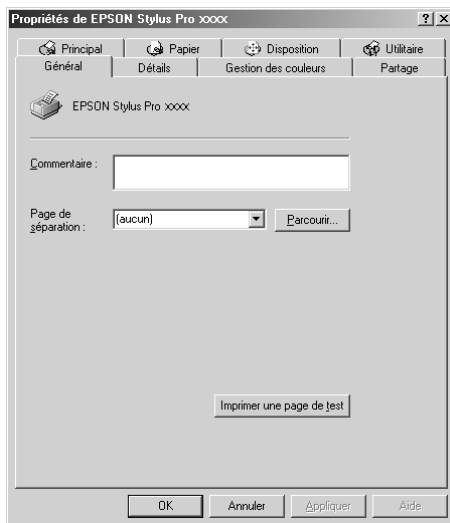 Propriétés de EPSON Stylus Pro xxxx
Principal Papier Disposition Utilitaire
Général Détails Gestion des couleurs Partage
EPSON Stylus Pro xxxx
Commentaire :
Page de
séparation :
(aucun)
Parcourir...
Imprimer une page de test
OK Annuler Appliquer Aide